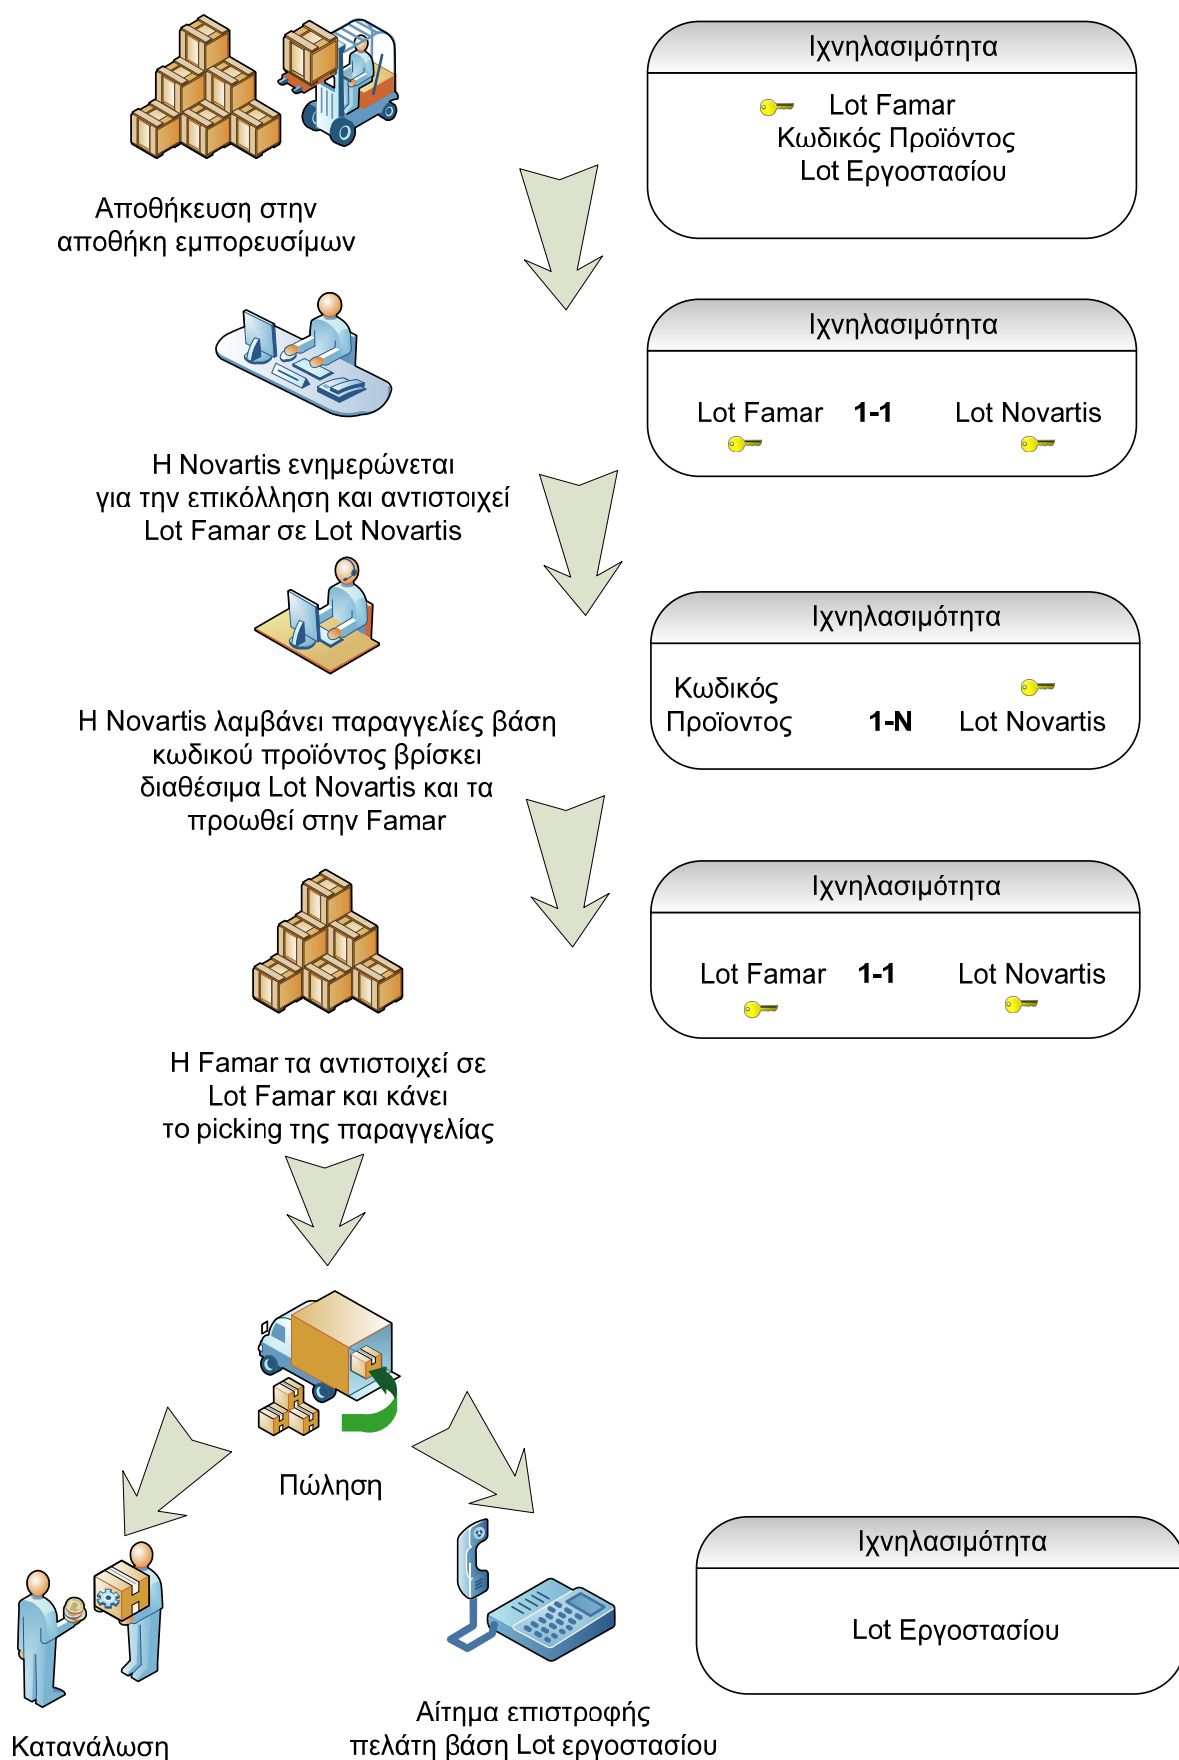 Ιχνηλασιμότητα
Lot Famar
Κωδικός Προϊόντος
Lot Εργοστασίου
Αποθήκευση στην
αποθήκη εμπορευσίμων
Ιχνηλασιμότητα
Lot Famar 1-1 Lot Novartis
Η Novartis ενημερώνεται
για την επικόλληση και αντιστοιχεί
Lot Famar σε Lot Novartis
Ιχνηλασιμότητα
Κωδικός
Προϊοντος 1-N Lot Novartis
Η Novartis λαμβάνει παραγγελίες βάση
κωδικού προϊόντος βρίσκει
διαθέσιμα Lot Novartis και τα
προωθεί στην Famar
Ιχνηλασιμότητα
Lot Famar 1-1 Lot Novartis
Η Famar τα αντιστοιχεί σε
Lot Famar και κάνει
το picking της παραγγελίας
Πώληση
Ιχνηλασιμότητα
Lot Εργοστασίου
Κατανάλωση
Αίτημα επιστροφής
πελάτη βάση Lot εργοστασίου